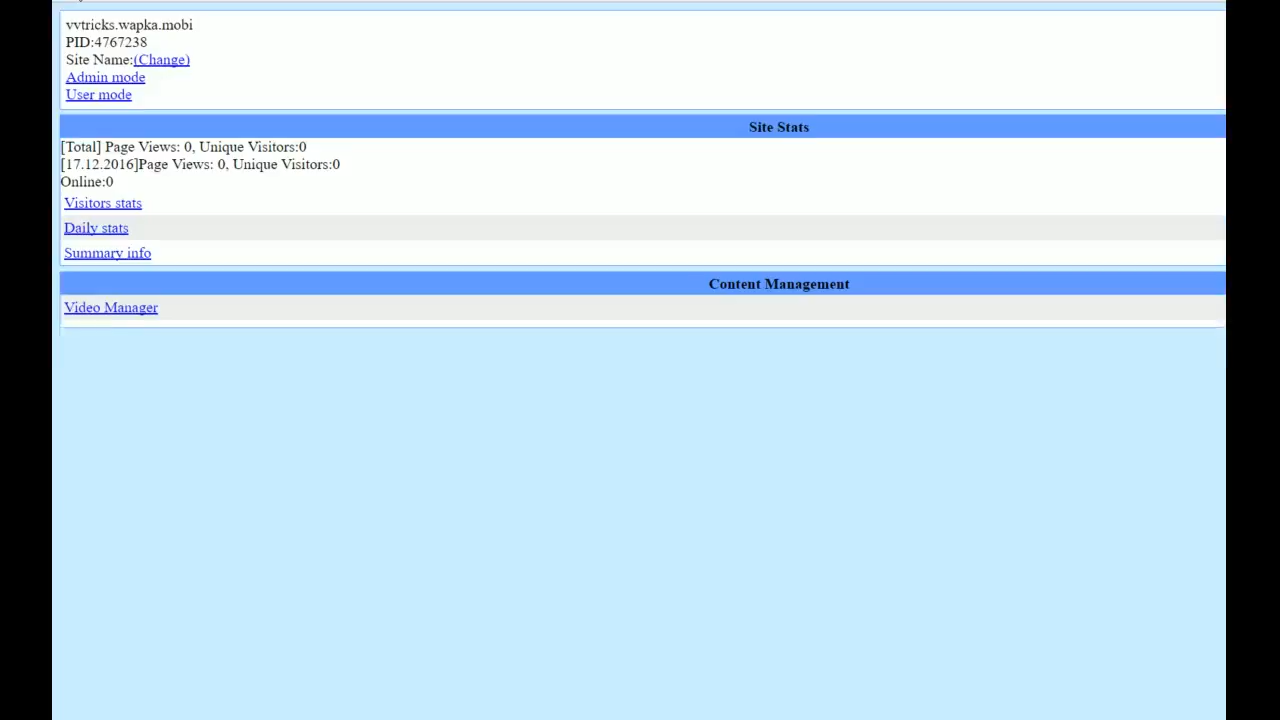 vvtricks.wapka.mobi
PID:4767238
Site Name:(Change)
Admin mode
User mode
Site Stats
[Total] Page Views: 0, Unique Visitors:0
[17.12.2016]Page Views: 0, Unique Visitors:0
Online:0
Visitors stats
Daily stats
Summary info
Content Management
Video Manager